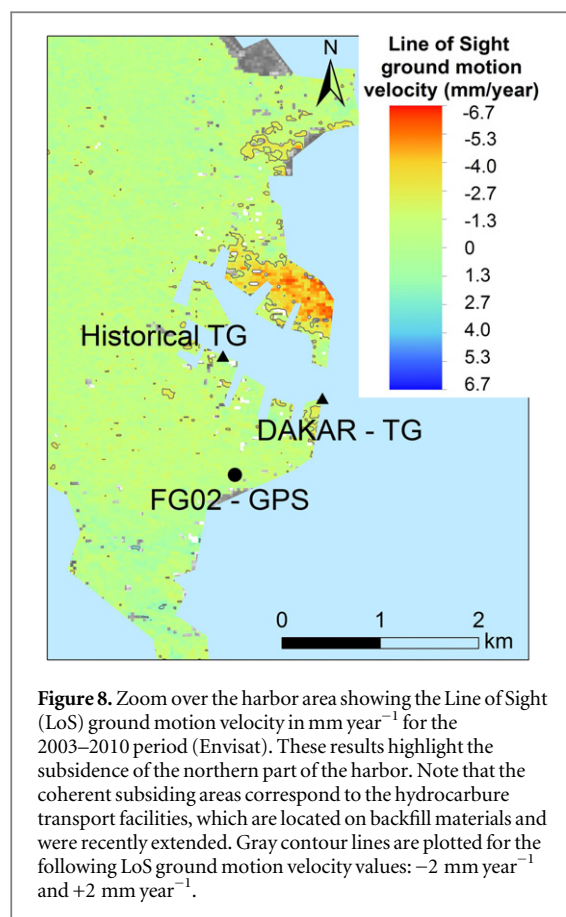 N
Line of Sight
ground motion
velocity (mm/year)
-6.7
-5.3
-4.0
-2.7
-1.3
0
1.3
2.7
4.0
5.3
6.7
Historical TG
DAKAR - TG
FG02 - GPS
0 1 2
km
Figure 8. Zoom over the harbor area showing the Line of Sight
(LoS) ground motion velocity in mm year⁻¹ for the
2003–2010 period (Envisat). These results highlight the
subsidence of the northern part of the harbor. Note that the
coherent subsiding areas correspond to the hydrocarbure
transport facilities, which are located on backfill materials and
were recently extended. Gray contour lines are plotted for the
following LoS ground motion velocity values: −2 mm year⁻¹
and +2 mm year⁻¹.